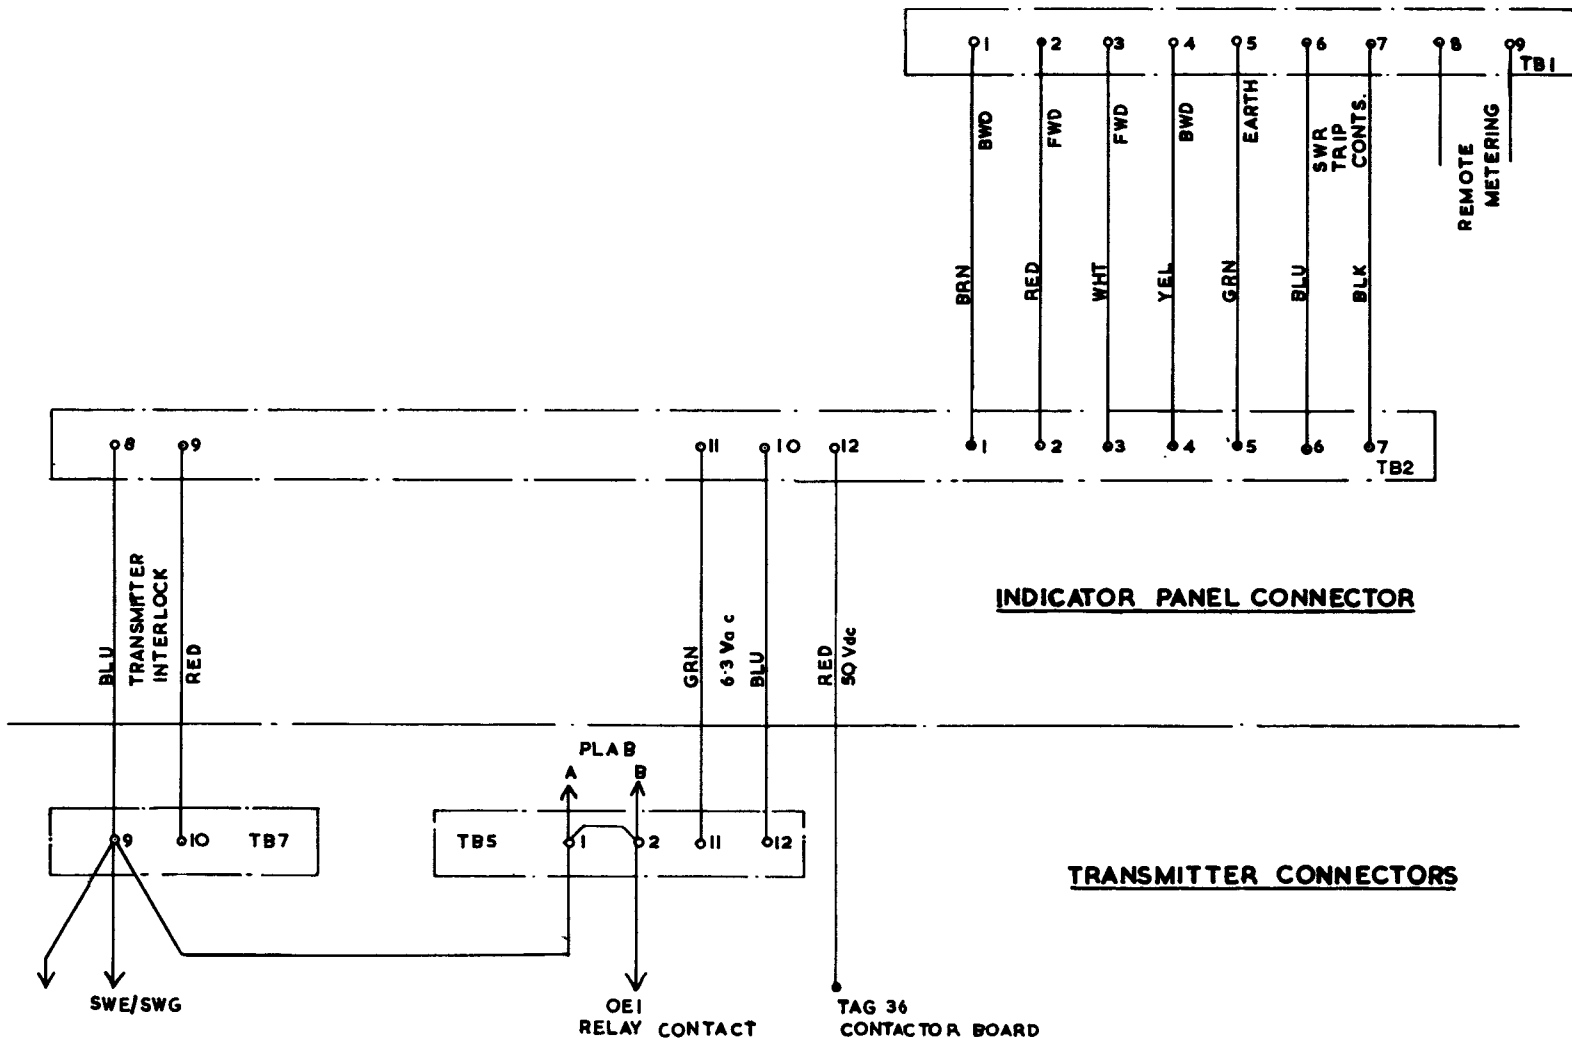 1 2 3 4 5 6 7 8 9
TB1
BWD
FWD
FWD
BWD
EARTH
SWR
TRIP
CONTS.
REMOTE
METERING
BRN
RED
WHT
YEL
GRN
BLU
BLK
8 9 11 10 12 1 2 3 4 5 6 7
TB2
BLU
TRANSMITTER
INTERLOCK
RED
GRN
6·3 Va c
BLU
RED
50 Vdc
INDICATOR PANEL CONNECTOR
PLAB
A B
9 10 TB7
TB5 1 2 11 12
TRANSMITTER CONNECTORS
SWE/SWG
OE1
RELAY CONTACT
TAG 36
CONTACTOR BOARD